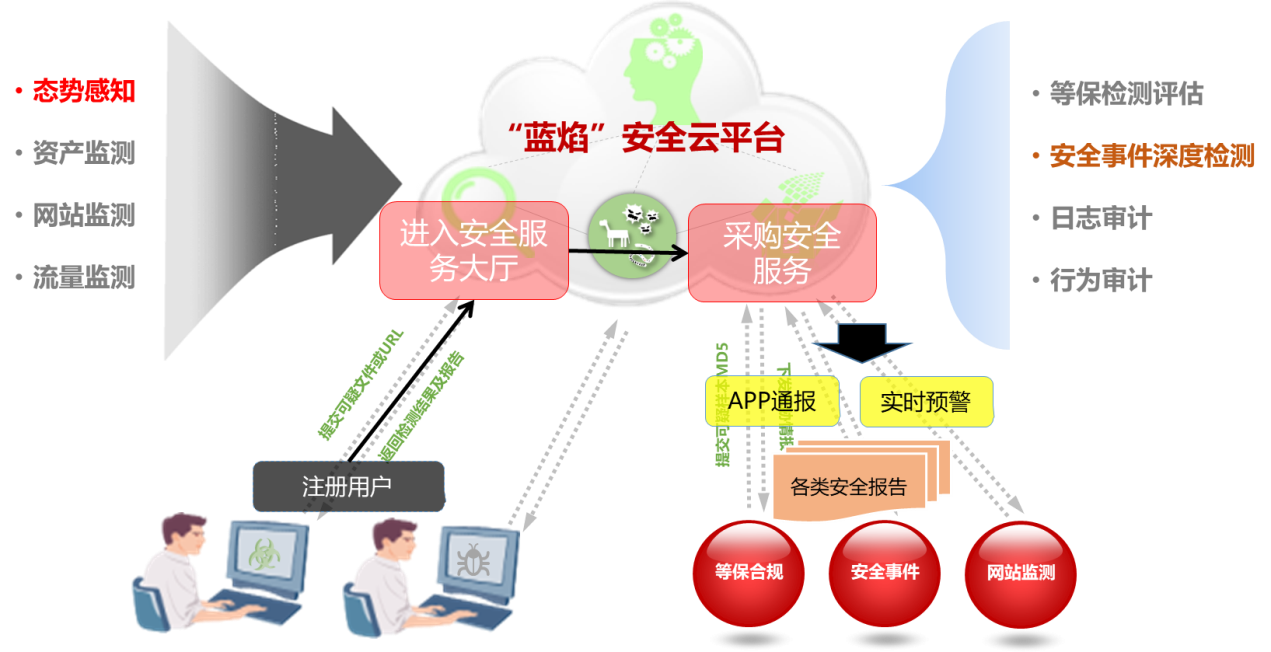 • 态势感知
• 资产监测
• 网站监测
• 流量监测
“蓝焰”安全云平台
进入安全服
务大厅
采购安全
服务
• 等保检测评估
• 安全事件深度检测
• 日志审计
• 行为审计
提交可疑文件或URL
返回检测结果及报告
注册用户
提交可疑样本MD5
下发
情报
APP通报
实时预警
各类安全报告
等保合规
安全事件
网站监测